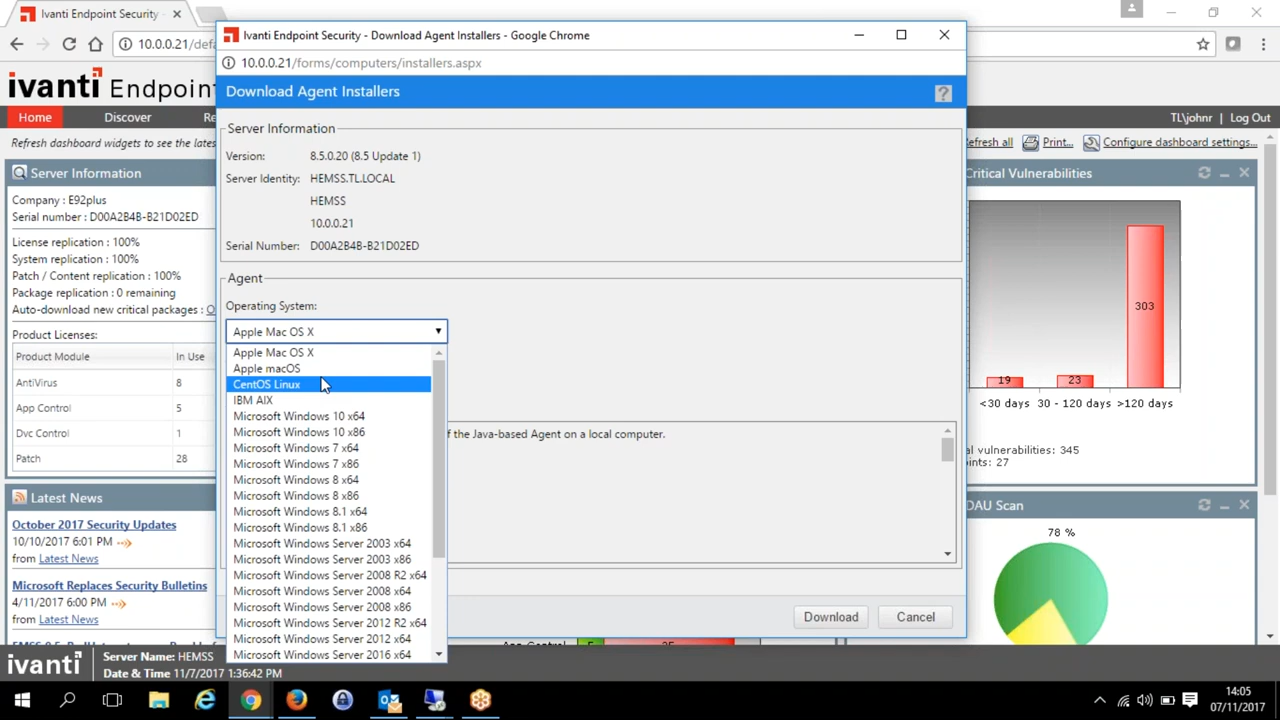 Ivanti Endpoint Security -
Ivanti Endpoint Security - Download Agent Installers - Google Chrome
10.0.0.21/def
10.0.0.21/forms/computers/installers.aspx
ivanti Endpoint
Download Agent Installers
?
Home
Discover
Re
TL\johnr | Log Out
Refresh dashboard widgets to see the lates
efresh all
Print...
Configure dashboard settings...
Server Information
Company : E92plus
Serial number : D00A2B4B-B21D02ED
License replication : 100%
System replication : 100%
Patch / Content replication : 100%
Package replication : 0 remaining
Auto-download new critical packages : O
Product Licenses:
Product Module
In Use
AntiVirus
8
App Control
5
Dvc Control
1
Patch
28
Latest News
October 2017 Security Updates
10/10/2017 6:01 PM
from Latest News
Microsoft Replaces Security Bulletins
4/11/2017 6:00 PM
from Latest News
Server Information
Version: 8.5.0.20 (8.5 Update 1)
Server Identity: HEMSS.TL.LOCAL
HEMSS
10.0.0.21
Serial Number: D00A2B4B-B21D02ED
Agent
Operating System:
Apple Mac OS X
Apple Mac OS X
Apple macOS
CentOS Linux
IBM AIX
Microsoft Windows 10 x64
Microsoft Windows 10 x86
Microsoft Windows 7 x64
Microsoft Windows 7 x86
Microsoft Windows 8 x64
Microsoft Windows 8 x86
Microsoft Windows 8.1 x64
Microsoft Windows 8.1 x86
Microsoft Windows Server 2003 x64
Microsoft Windows Server 2003 x86
Microsoft Windows Server 2008 R2 x64
Microsoft Windows Server 2008 x64
Microsoft Windows Server 2008 x86
Microsoft Windows Server 2012 R2 x64
Microsoft Windows Server 2012 x64
Microsoft Windows Server 2016 x64
f the Java-based Agent on a local computer.
Download
Cancel
Critical Vulnerabilities
303
19
23
<30 days
30 - 120 days
>120 days
vulnerabilities: 345
ints: 27
DAU Scan
78 %
ivanti
Server Name: HEMSS
Date & Time 11/7/2017 1:36:42 PM
14:05
07/11/2017